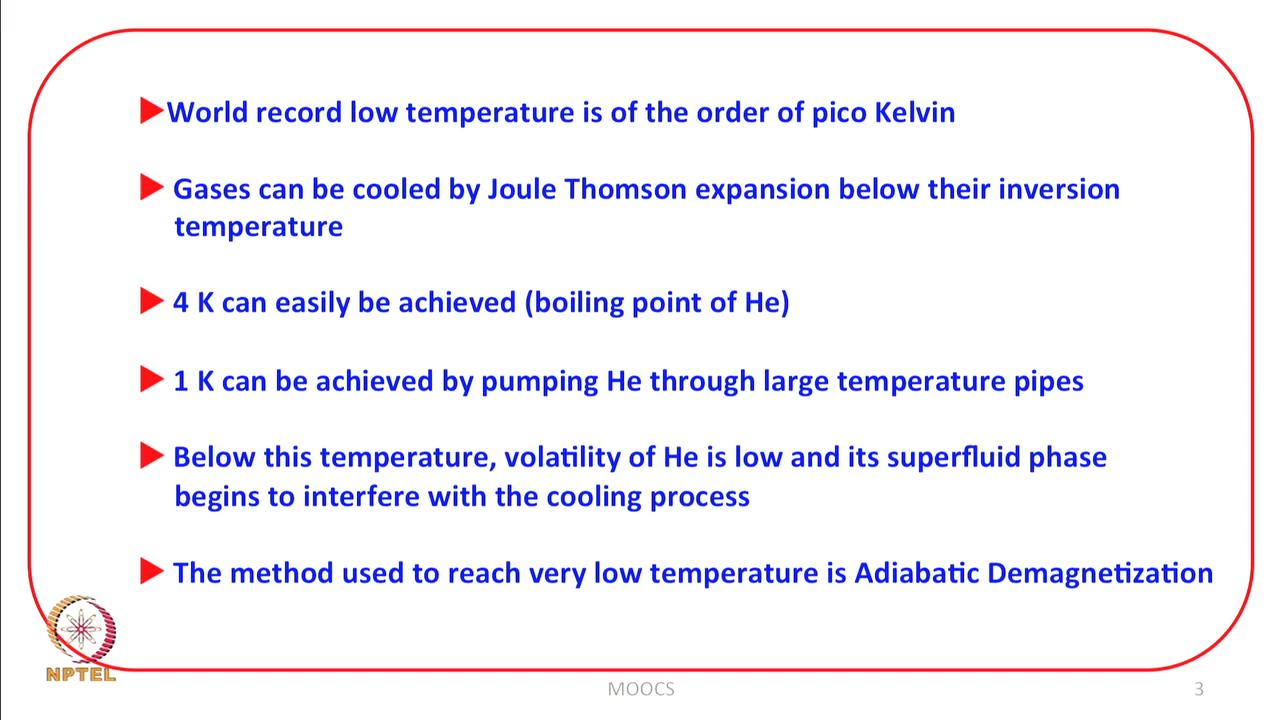 World record low temperature is of the order of pico Kelvin
Gases can be cooled by Joule Thomson expansion below their inversion
temperature
4 K can easily be achieved (boiling point of He)
1 K can be achieved by pumping He through large temperature pipes
Below this temperature, volatility of He is low and its superfluid phase
begins to interfere with the cooling process
The method used to reach very low temperature is Adiabatic Demagnetization
NPTEL
MOOCS
3